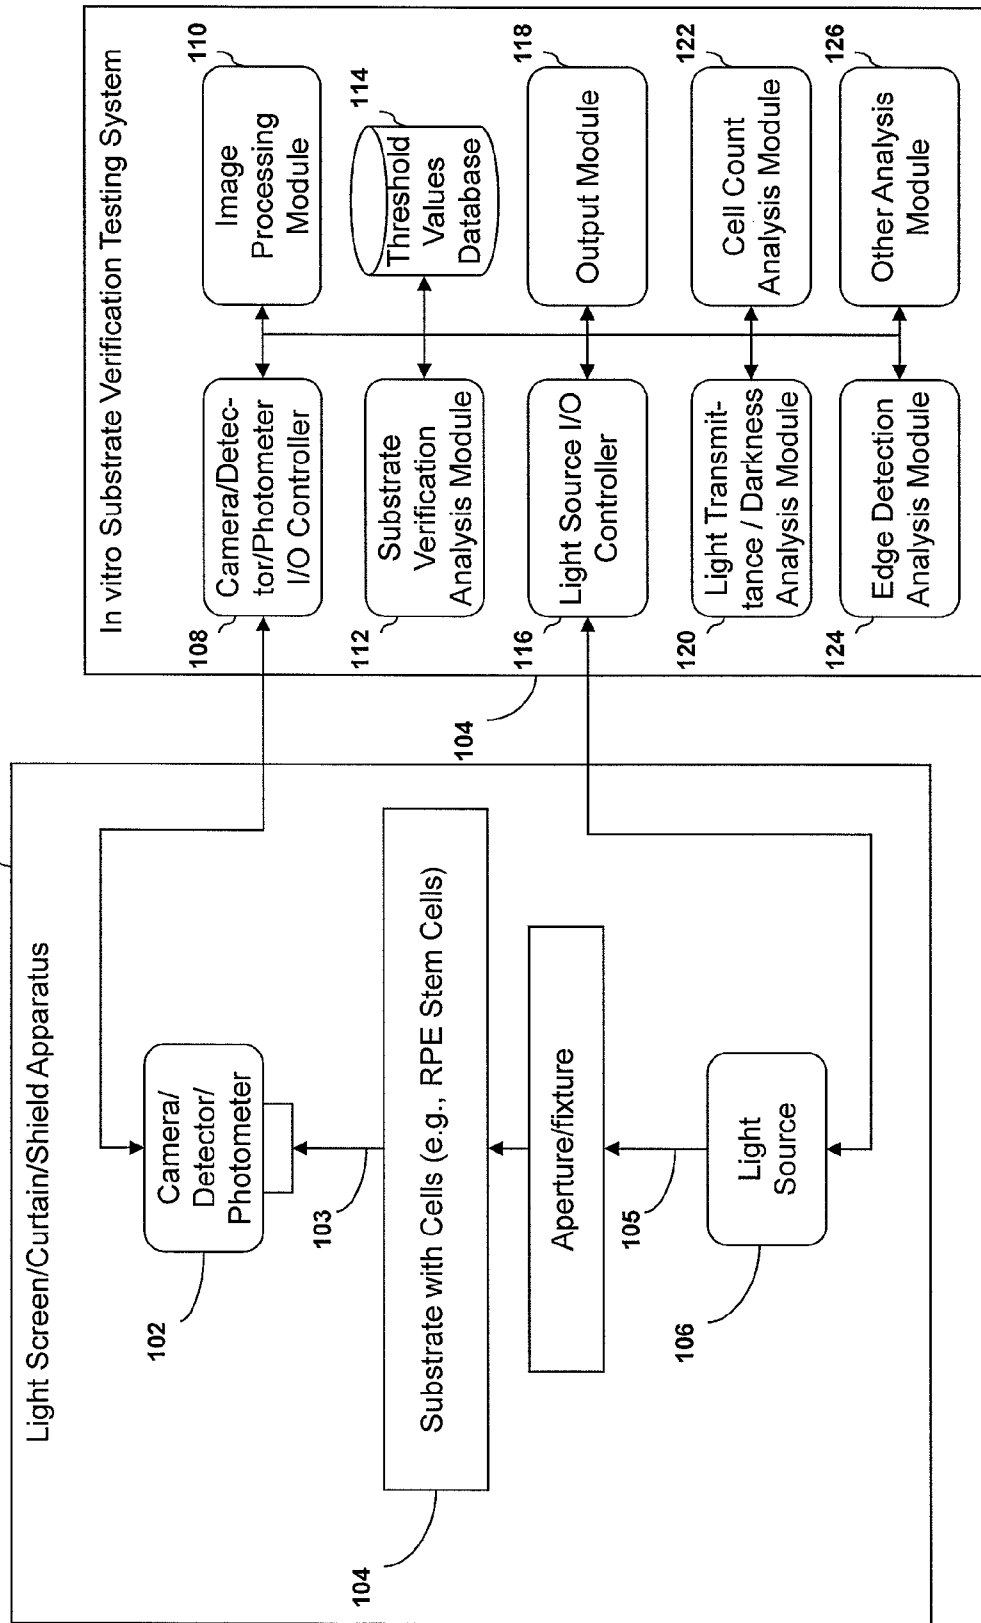 Light Screen/Curtain/Shield Apparatus
102
Camera/
Detector/
Photometer
103
104
Substrate with Cells (e.g., RPE Stem Cells)
Aperture/fixture
105
106
Light
Source
In vitro Substrate Verification Testing System
104
108
Camera/Detec-
tor/Photometer
I/O Controller
110
Image
Processing
Module
112
Substrate
Verification
Analysis Module
114
Threshold
Values
Database
116
Light Source I/O
Controller
118
Output Module
120
Light Transmit-
tance / Darkness
Analysis Module
122
Cell Count
Analysis Module
124
Edge Detection
Analysis Module
126
Other Analysis
Module